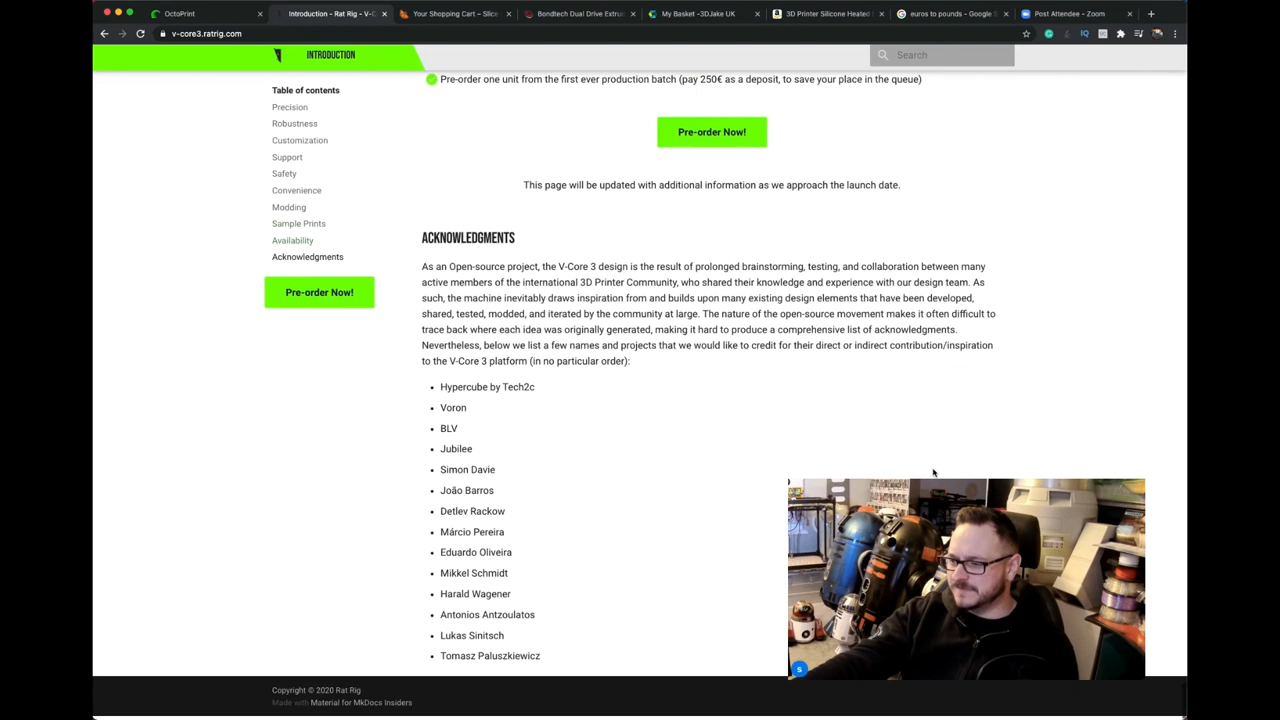 OctoPrint
Introduction - Rat Rig - V-C
Your Shopping Cart – Slice
Bondtech Dual Drive Extru
My Basket -3DJake UK
3D Printer Silicone Heated
euros to pounds - Google S
Post Attendee - Zoom
v-core3.ratrig.com
INTRODUCTION
Search
Table of contents
Precision
Robustness
Customization
Support
Safety
Convenience
Modding
Sample Prints
Availability
Acknowledgments
Pre-order Now!
Pre-order one unit from the first ever production batch (pay 250€ as a deposit, to save your place in the queue)
Pre-order Now!
This page will be updated with additional information as we approach the launch date.
ACKNOWLEDGMENTS
As an Open-source project, the V-Core 3 design is the result of prolonged brainstorming, testing, and collaboration between many
active members of the international 3D Printer Community, who shared their knowledge and experience with our design team. As
such, the machine inevitably draws inspiration from and builds upon many existing design elements that have been developed,
shared, tested, modded, and iterated by the community at large. The nature of the open-source movement makes it often difficult to
trace back where each idea was originally generated, making it hard to produce a comprehensive list of acknowledgments.
Nevertheless, below we list a few names and projects that we would like to credit for their direct or indirect contribution/inspiration
to the V-Core 3 platform (in no particular order):
• Hypercube by Tech2c
• Voron
• BLV
• Jubilee
• Simon Davie
• João Barros
• Detlev Rackow
• Márcio Pereira
• Eduardo Oliveira
• Mikkel Schmidt
• Harald Wagener
• Antonios Antzoulatos
• Lukas Sinitsch
• Tomasz Paluszkiewicz
s
Copyright © 2020 Rat Rig
Made with Material for MkDocs Insiders